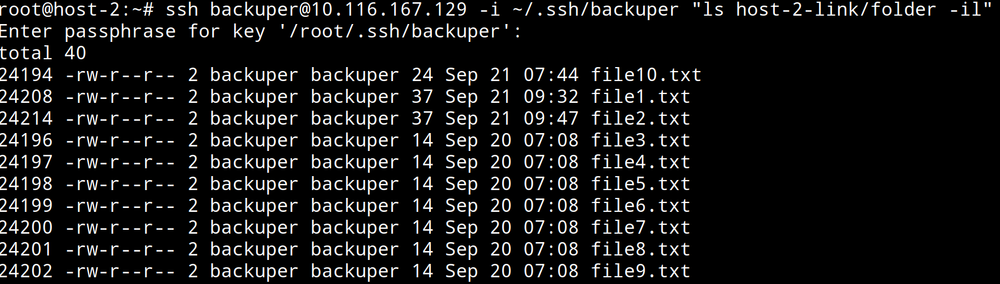 root@host-2:~# ssh backuper@10.116.167.129 -i ~/.ssh/backuper "ls host-2-link/folder -il"
Enter passphrase for key '/root/.ssh/backuper':
total 40
24194 -rw-r--r-- 2 backuper backuper 24 Sep 21 07:44 file10.txt
24208 -rw-r--r-- 2 backuper backuper 37 Sep 21 09:32 file1.txt
24214 -rw-r--r-- 2 backuper backuper 37 Sep 21 09:47 file2.txt
24196 -rw-r--r-- 2 backuper backuper 14 Sep 20 07:08 file3.txt
24197 -rw-r--r-- 2 backuper backuper 14 Sep 20 07:08 file4.txt
24198 -rw-r--r-- 2 backuper backuper 14 Sep 20 07:08 file5.txt
24199 -rw-r--r-- 2 backuper backuper 14 Sep 20 07:08 file6.txt
24200 -rw-r--r-- 2 backuper backuper 14 Sep 20 07:08 file7.txt
24201 -rw-r--r-- 2 backuper backuper 14 Sep 20 07:08 file8.txt
24202 -rw-r--r-- 2 backuper backuper 14 Sep 20 07:08 file9.txt